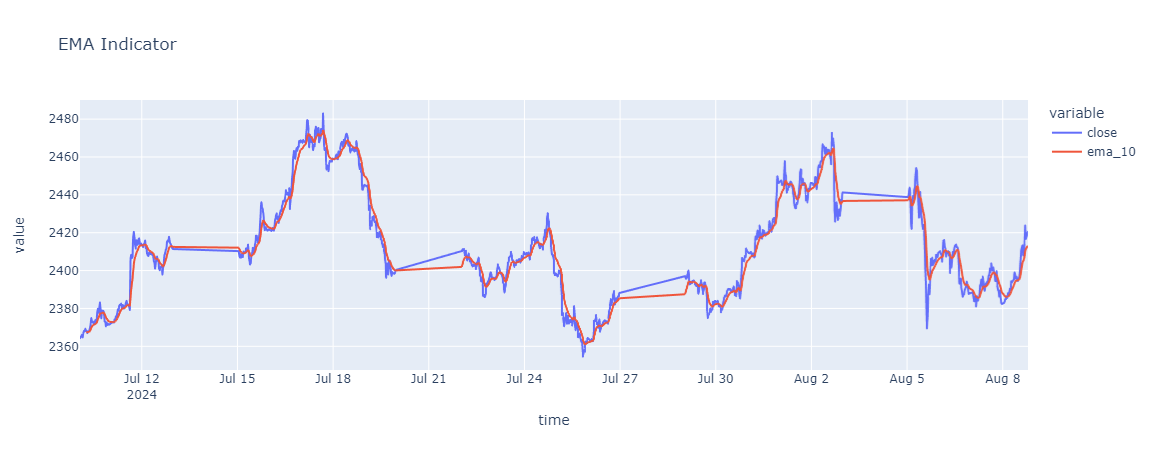 EMA Indicator
variable
close
ema_10
value
2480
2460
2440
2420
2400
2380
2360
Jul 12
2024
Jul 15
Jul 18
Jul 21
Jul 24
Jul 27
Jul 30
Aug 2
Aug 5
Aug 8
time